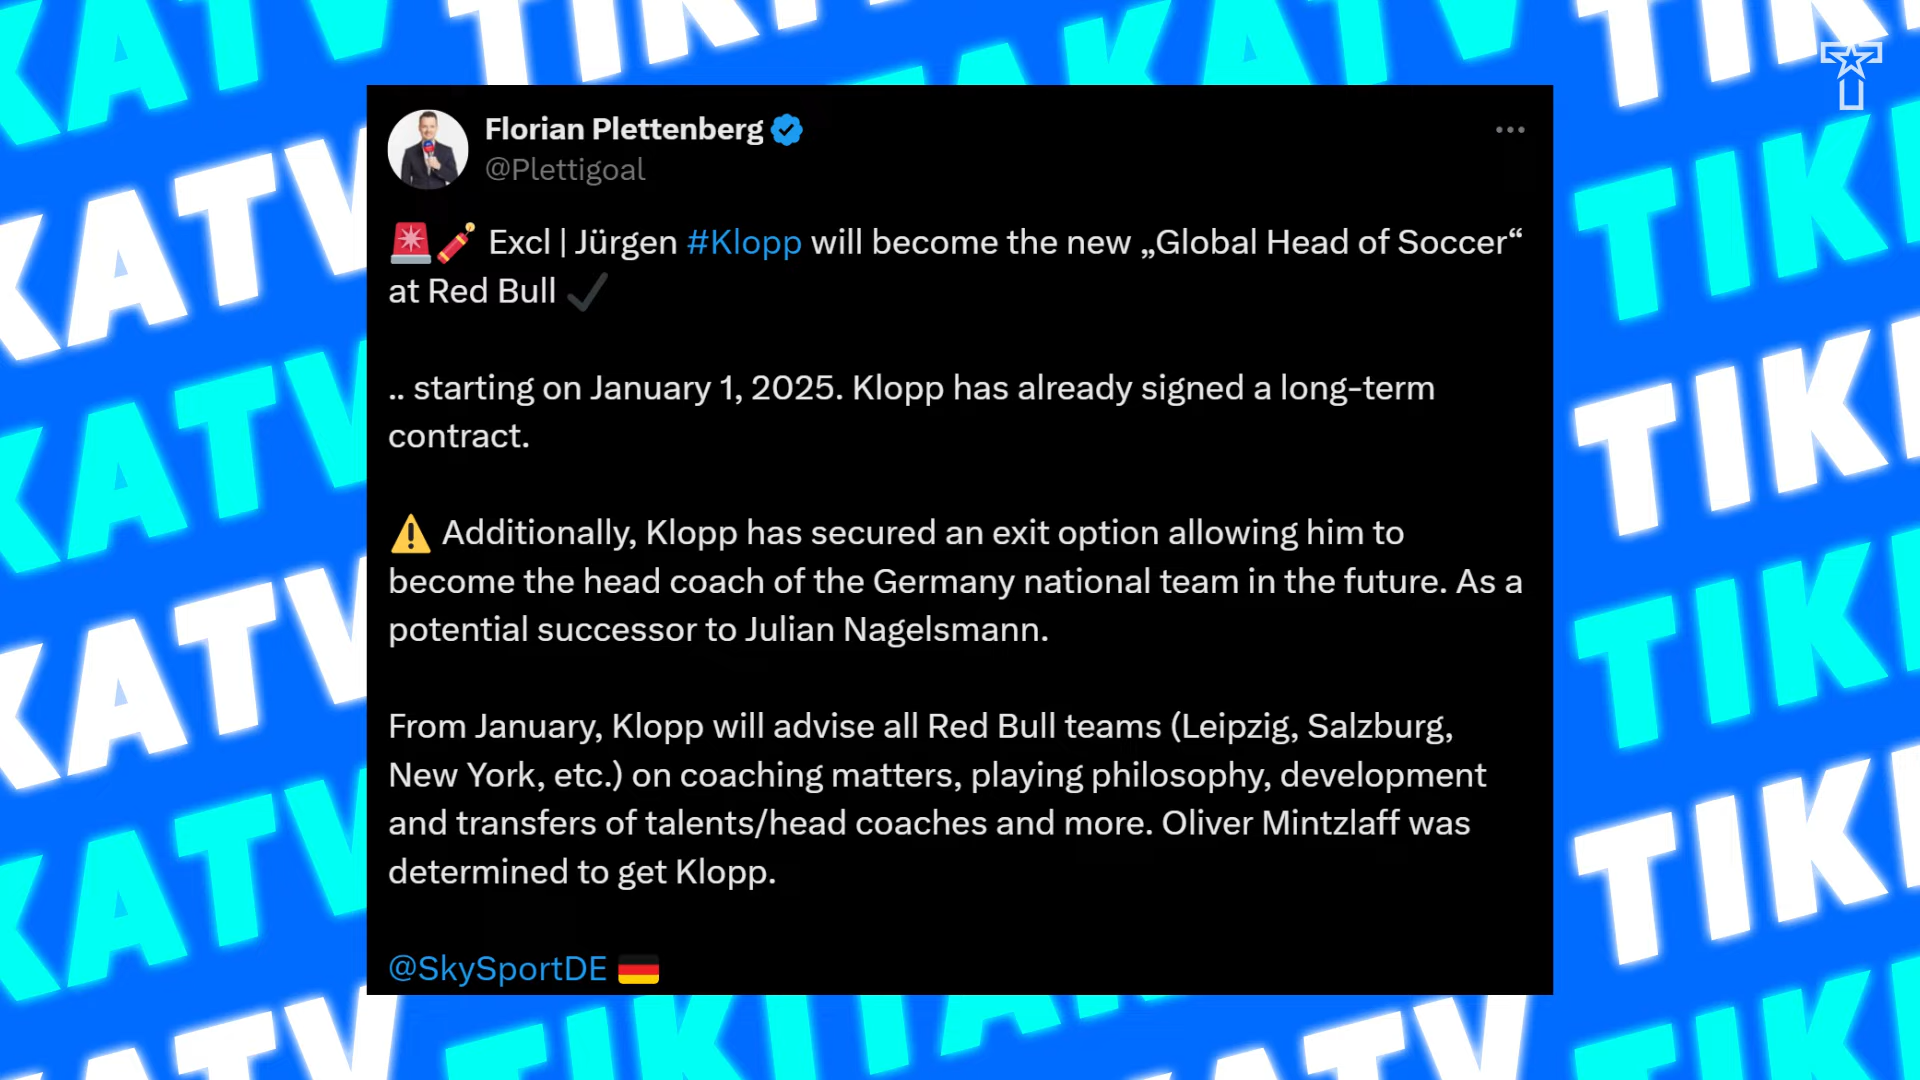 Florian Plettenberg
@Plettigoal
🚨🧨 Excl | Jürgen #Klopp will become the new „Global Head of Soccer“
at Red Bull ✔️
.. starting on January 1, 2025. Klopp has already signed a long-term
contract.
⚠️ Additionally, Klopp has secured an exit option allowing him to
become the head coach of the Germany national team in the future. As a
potential successor to Julian Nagelsmann.
From January, Klopp will advise all Red Bull teams (Leipzig, Salzburg,
New York, etc.) on coaching matters, playing philosophy, development
and transfers of talents/head coaches and more. Oliver Mintzlaff was
determined to get Klopp.
@SkySportDE 🇩🇪